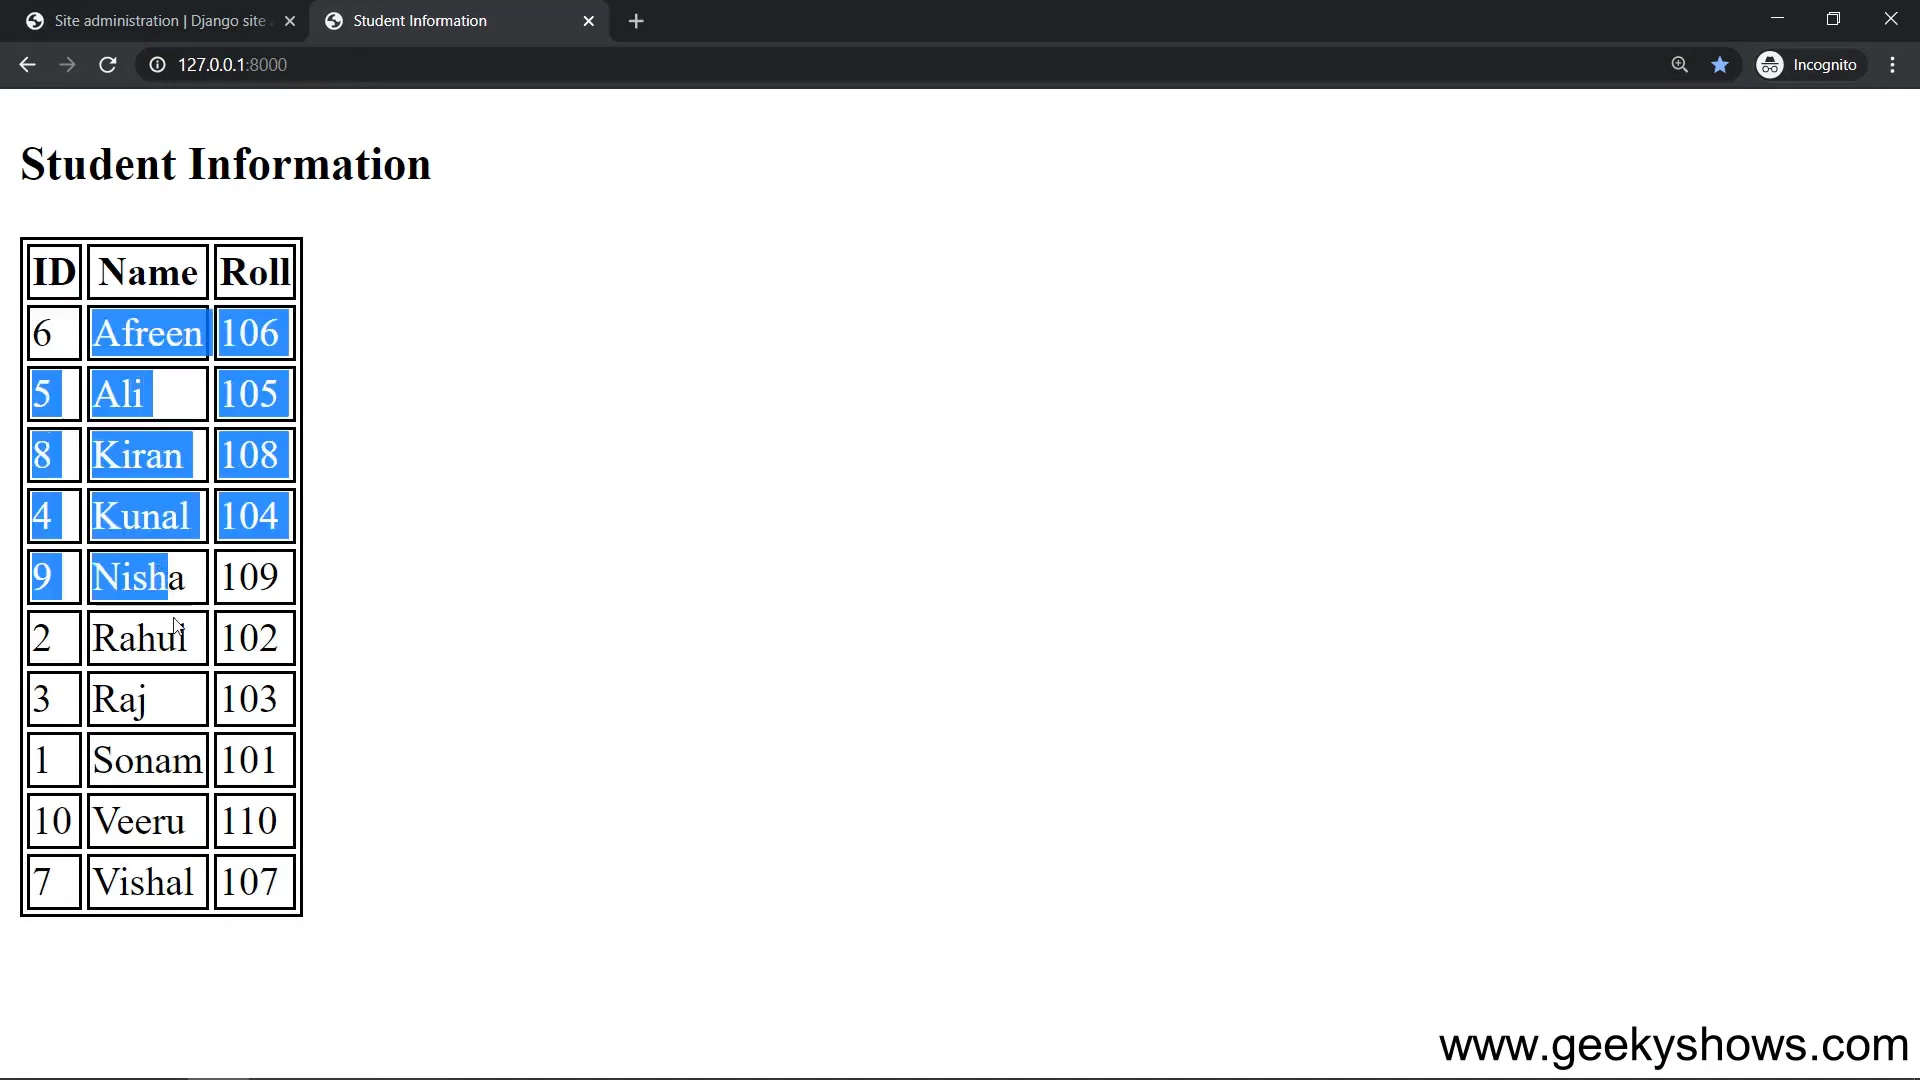 Site administration | Django site
Student Information
127.0.0.1:8000
Incognito
Student Information
ID Name Roll
6 Afreen 106
5 Ali 105
8 Kiran 108
4 Kunal 104
9 Nisha 109
2 Rahul 102
3 Raj 103
1 Sonam 101
10 Veeru 110
7 Vishal 107
www.geekyshows.com